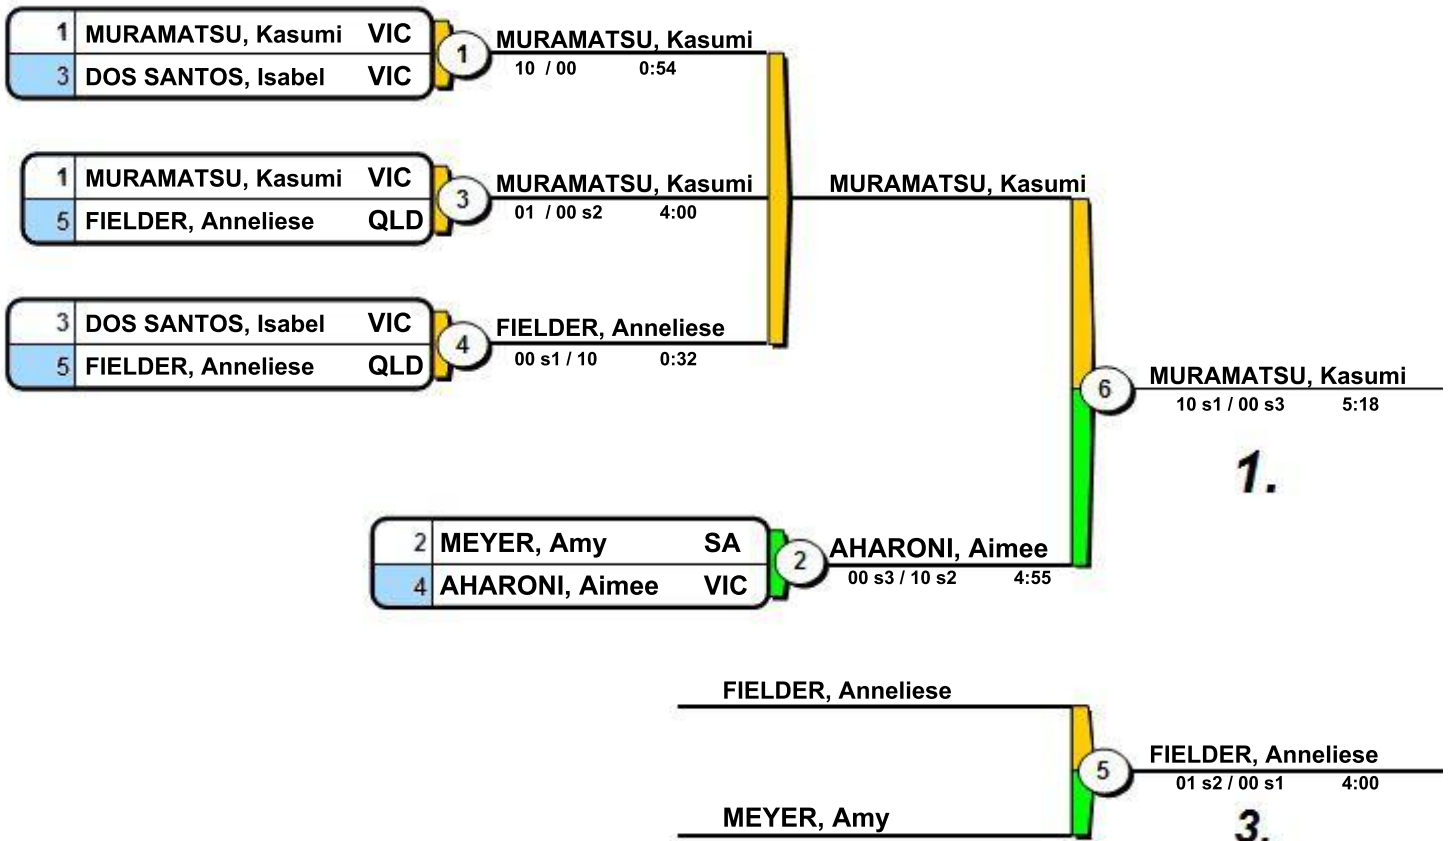 1 MURAMATSU, Kasumi VIC
3 DOS SANTOS, Isabel VIC
1
MURAMATSU, Kasumi
10 / 00 0:54
1 MURAMATSU, Kasumi VIC
5 FIELDER, Anneliese QLD
3
MURAMATSU, Kasumi
01 / 00 s2 4:00
MURAMATSU, Kasumi
3 DOS SANTOS, Isabel VIC
5 FIELDER, Anneliese QLD
4
FIELDER, Anneliese
00 s1 / 10 0:32
6
MURAMATSU, Kasumi
10 s1 / 00 s3 5:18
1.
2 MEYER, Amy SA
4 AHARONI, Aimee VIC
2
AHARONI, Aimee
00 s3 / 10 s2 4:55
FIELDER, Anneliese
MEYER, Amy
5
FIELDER, Anneliese
01 s2 / 00 s1 4:00
3.